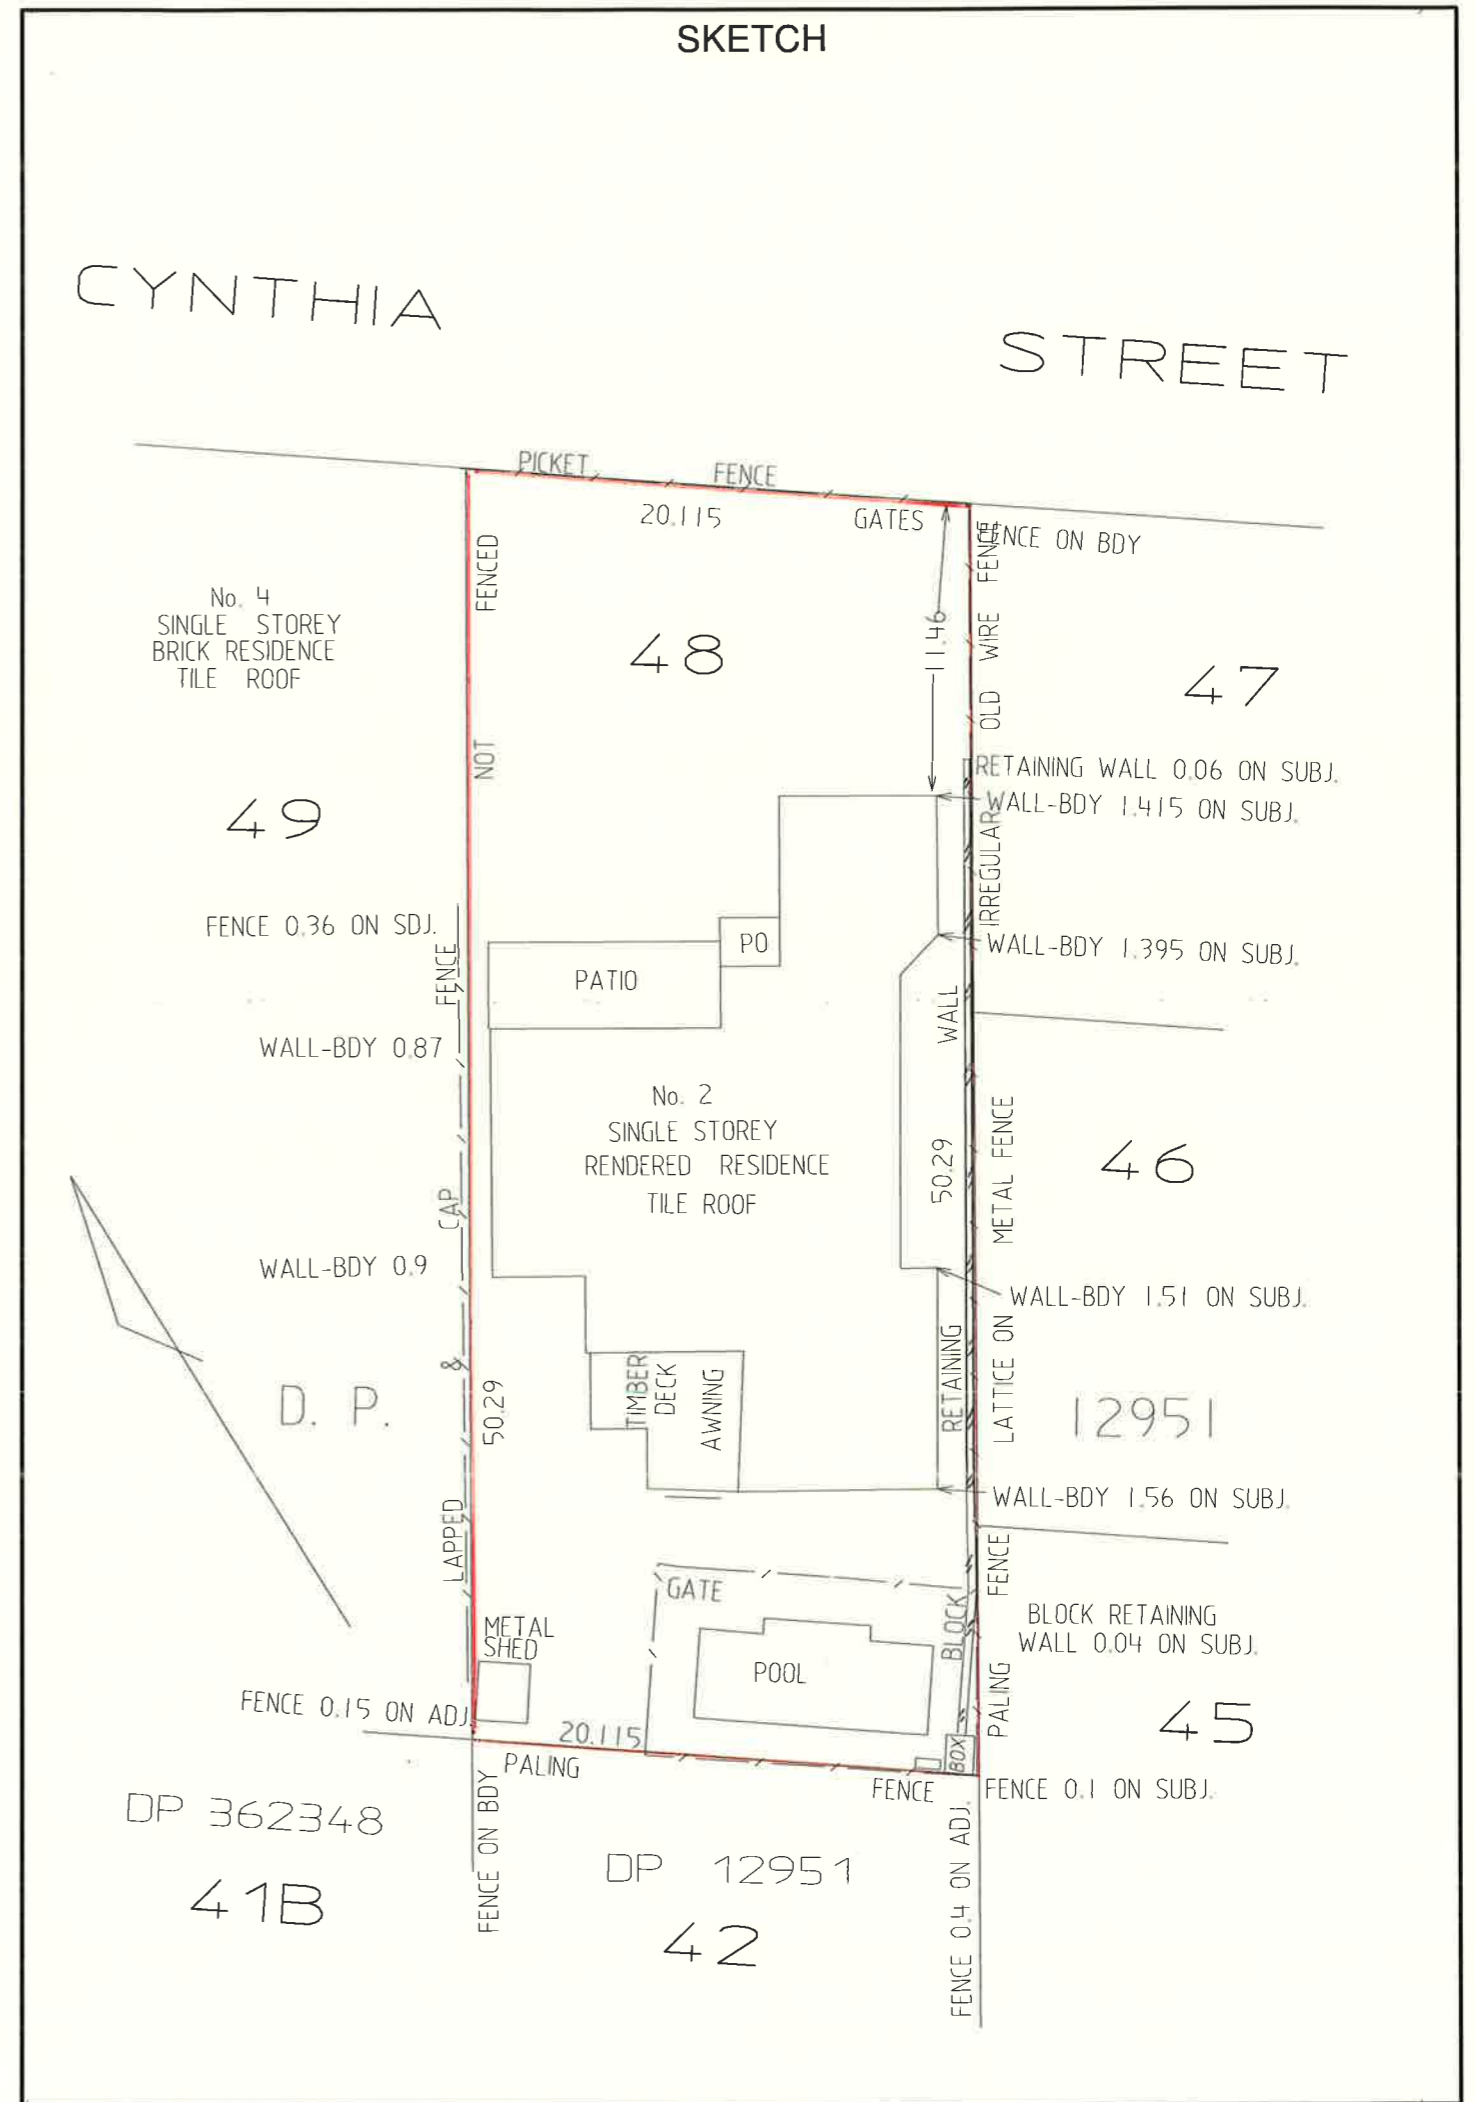 SKETCH
CYNTHIA
STREET
PICKET
FENCE
20.115
GATES
FENCE ON BDY
FENCED
NOT
No. 4
SINGLE STOREY
BRICK RESIDENCE
TILE ROOF
48
11.46
OLD WIRE FENCE
47
RETAINING WALL 0.06 ON SUBJ.
WALL-BDY 1.415 ON SUBJ.
49
IRREGULAR
FENCE 0.36 ON SDJ.
PO
WALL-BDY 1.395 ON SUBJ.
PATIO
FENCE
WALL
WALL-BDY 0.87
No. 2
SINGLE STOREY
RENDERED RESIDENCE
TILE ROOF
50.29
METAL FENCE
46
CAP
WALL-BDY 0.9
WALL-BDY 1.51 ON SUBJ.
&
TIMBER
DECK
AWNING
RETAINING
LATTICE ON
D. P.
50.29
12951
WALL-BDY 1.56 ON SUBJ.
LAPPED
FENCE
GATE
METAL
SHED
BLOCK
BLOCK RETAINING
WALL 0.04 ON SUBJ.
POOL
PALING
FENCE 0.15 ON ADJ.
45
20.115
PALING
BOX
FENCE
FENCE 0.1 ON SUBJ.
DP 362348
FENCE ON BDY
DP 12951
FENCE 0.4 ON ADJ.
41B
42